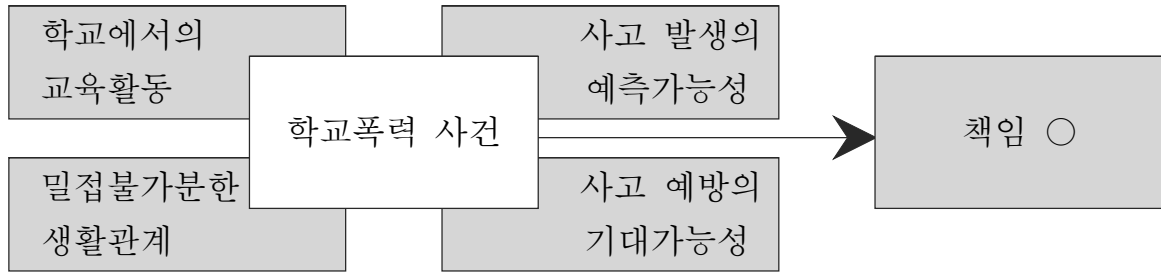 학교에서의
교육활동
사고 발생의
예측가능성
학교폭력 사건
책임 ○
밀접불가분한
생활관계
사고 예방의
기대가능성